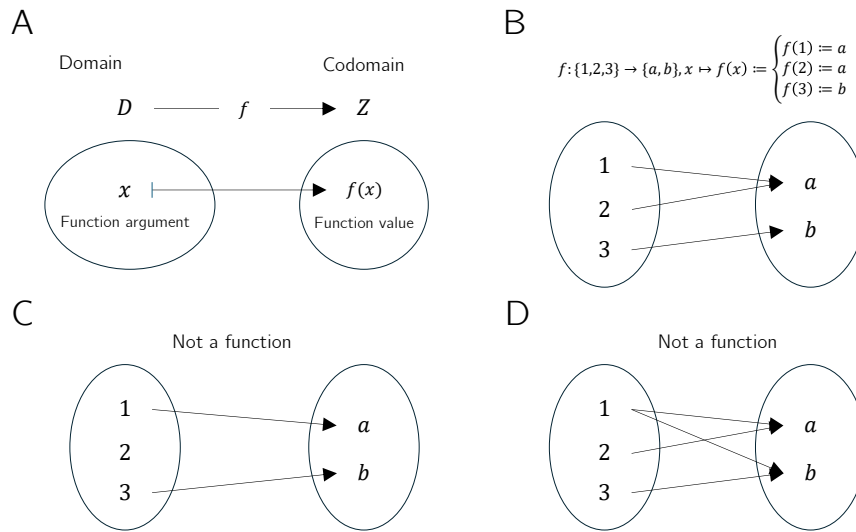 A
Domain
Codomain
D f Z
x f(x)
Function argument
Function value
B
f:{1,2,3} → {a, b}, x ↦ f(x) ≔ { f(1) ≔ a
f(2) ≔ a
f(3) ≔ b
1
2
3
a
b
C
Not a function
1
2
3
a
b
D
Not a function
1
2
3
a
b